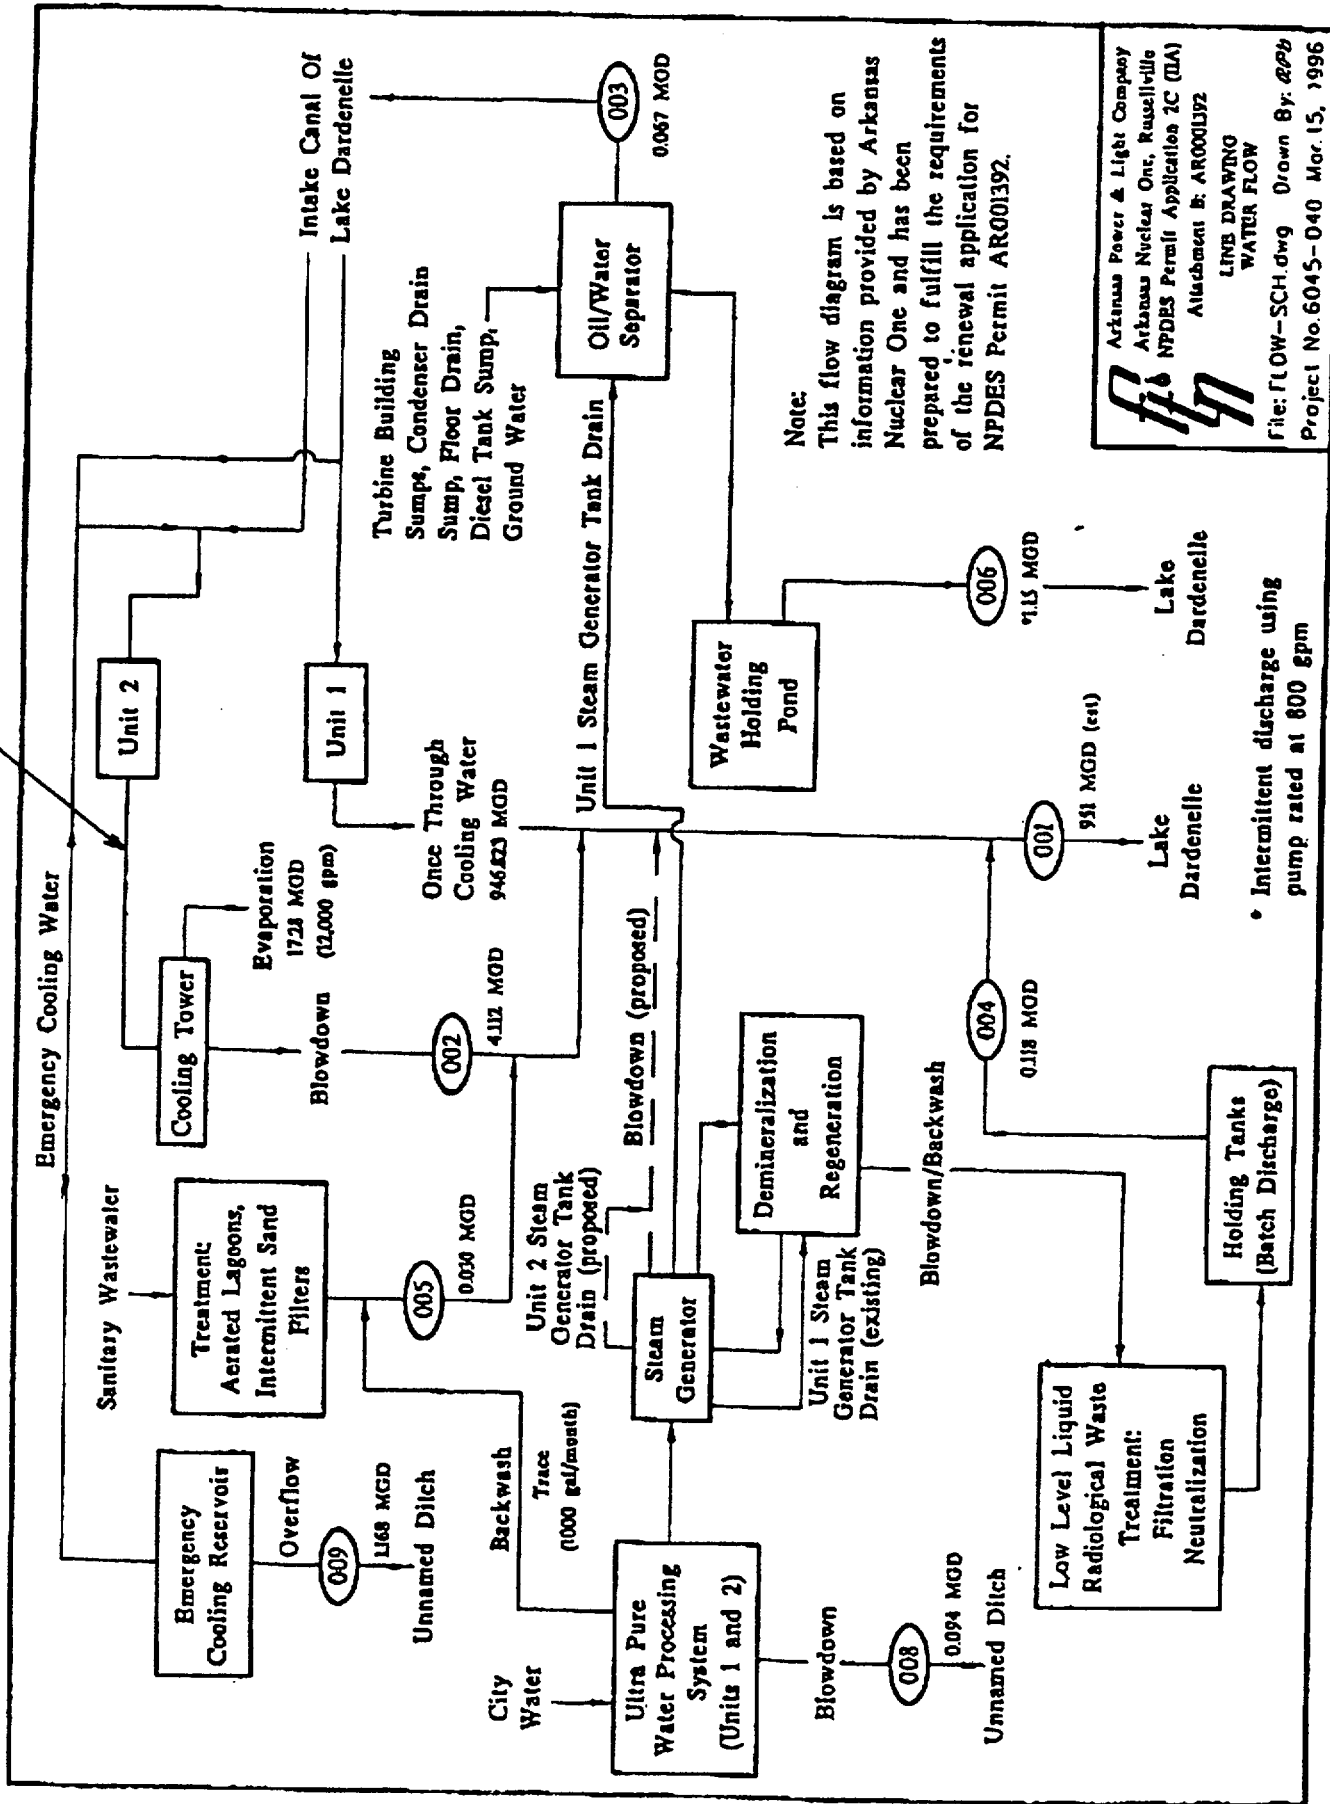 Emergency Cooling Water
Intake Canal Of
Lake Dardenelle
Sanitary Wastewater
Emergency
Cooling Reservoir
Overflow
009
1.168 MGD
Unnamed Ditch
Treatment:
Aerated Lagoons,
Intermittent Sand
Filters
005
0.030 MGD
Cooling Tower
Evaporation
17.28 MGD
(12,000 gpm)
Blowdown
002
4.112 MGD
Unit 2
Unit 1
Once Through
Cooling Water
946.823 MGD
Turbine Building
Sumps, Condenser Drain
Sump, Floor Drain,
Diesel Tank Sump,
Ground Water
003
0.067 MGD
Oil/Water
Separator
Unit 1 Steam Generator Tank Drain
Backwash
Trace
(1000 gal/month)
City
Water
Ultra Pure
Water Processing
System
(Units 1 and 2)
Blowdown
008
0.094 MGD
Unnamed Ditch
Unit 2 Steam
Generator Tank
Drain (proposed)
Blowdown (proposed)
Steam
Generator
Unit 1 Steam
Generator Tank
Drain (existing)
Demineralization
and
Regeneration
Blowdown/Backwash
Low Level Liquid
Radiological Waste
Treatment:
Filtration
Neutralization
Holding Tanks
(Batch Discharge)
004
0.118 MGD
951 MGD (est)
Lake
Dardenelle
Wastewater
Holding
Pond
006
*1.15 MGD
Lake
Dardenelle
* Intermittent discharge using
pump rated at 800 gpm
Note:
This flow diagram is based on
information provided by Arkansas
Nuclear One and has been
prepared to fulfill the requirements
of the renewal application for
NPDES Permit AR001392.
Arkansas Power & Light Company
Arkansas Nuclear One, Russellville
NPDES Permit Application 2C (IIA)
Attachment B: AR0001392
LINE DRAWING
WATER FLOW
File: FLOW-SCH.dwg Drawn By:
Project No. 6045-040 Mar. 15, 1996